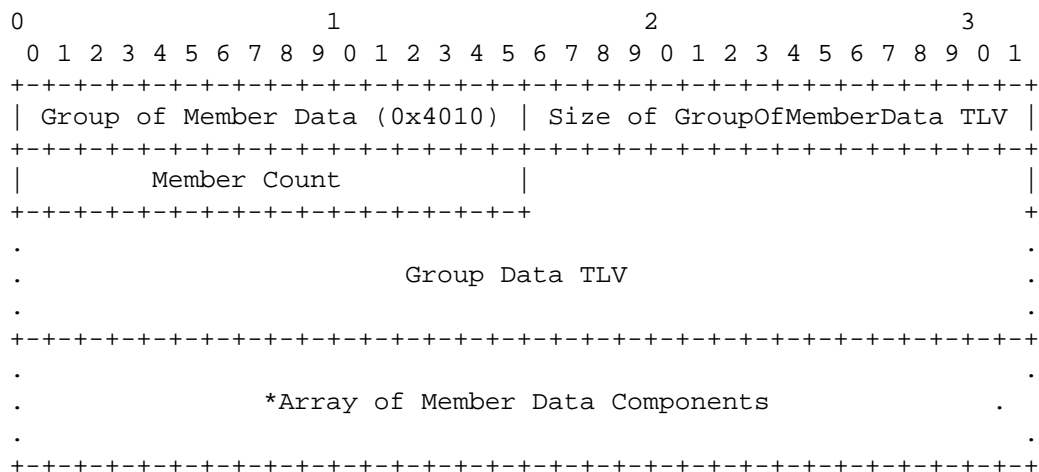 0                   1                   2                   3
 0 1 2 3 4 5 6 7 8 9 0 1 2 3 4 5 6 7 8 9 0 1 2 3 4 5 6 7 8 9 0 1
+-+-+-+-+-+-+-+-+-+-+-+-+-+-+-+-+-+-+-+-+-+-+-+-+-+-+-+-+-+-+-+-+
| Group of Member Data (0x4010) | Size of GroupOfMemberData TLV |
+-+-+-+-+-+-+-+-+-+-+-+-+-+-+-+-+-+-+-+-+-+-+-+-+-+-+-+-+-+-+-+-+
|        Member Count           |                               |
+-+-+-+-+-+-+-+-+-+-+-+-+-+-+-+-+                               +
.                                                               .
.                        Group Data TLV                         .
.                                                               .
+-+-+-+-+-+-+-+-+-+-+-+-+-+-+-+-+-+-+-+-+-+-+-+-+-+-+-+-+-+-+-+-+
.                                                               .
.               *Array of Member Data Components              .
.                                                               .
+-+-+-+-+-+-+-+-+-+-+-+-+-+-+-+-+-+-+-+-+-+-+-+-+-+-+-+-+-+-+-+-+